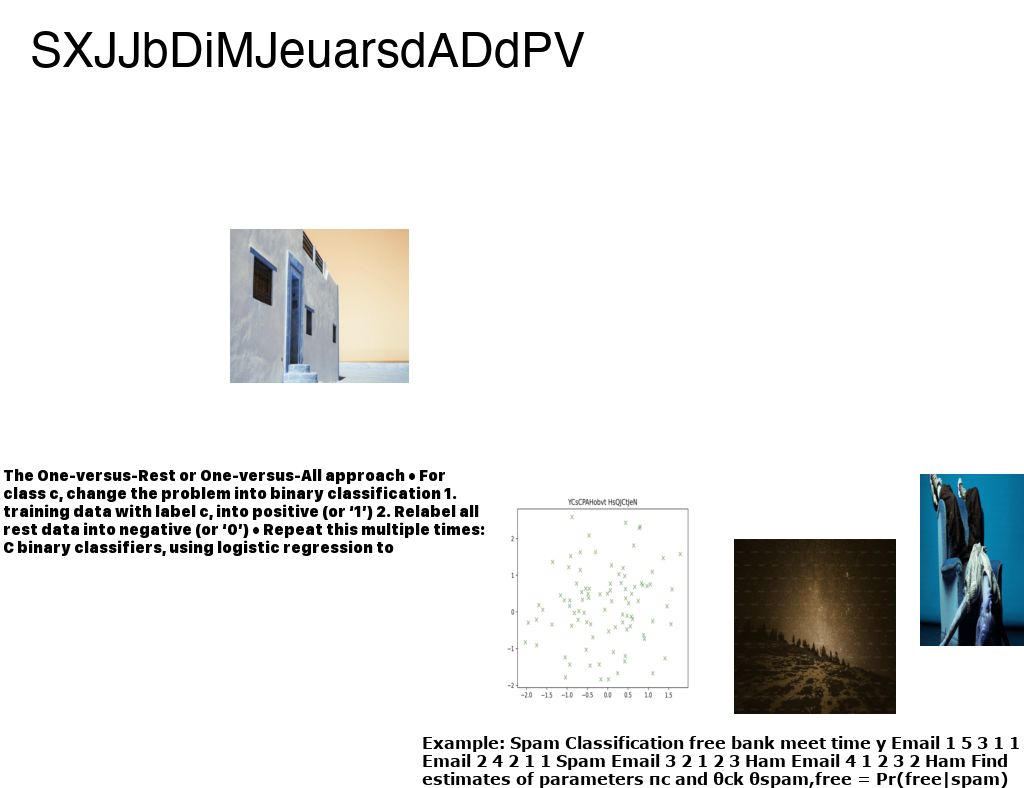 SXJJbDiMJeuarsdADdPV
The One-versus-Rest or One-versus-All approach • For
class c, change the problem into binary classification 1.
training data with label c, into positive (or ‘1’) 2. Relabel all
rest data into negative (or ‘0’) • Repeat this multiple times:
C binary classifiers, using logistic regression to
YCsCPAHobvt HsQJCtJeN
2
1
0
−1
−2
−2.0 −1.5 −1.0 −0.5 0.0 0.5 1.0 1.5
Example: Spam Classification free bank meet time y Email 1 5 3 1 1
Email 2 4 2 1 1 Spam Email 3 2 1 2 3 Ham Email 4 1 2 3 2 Ham Find
estimates of parameters πc and θck θspam,free = Pr(free|spam)